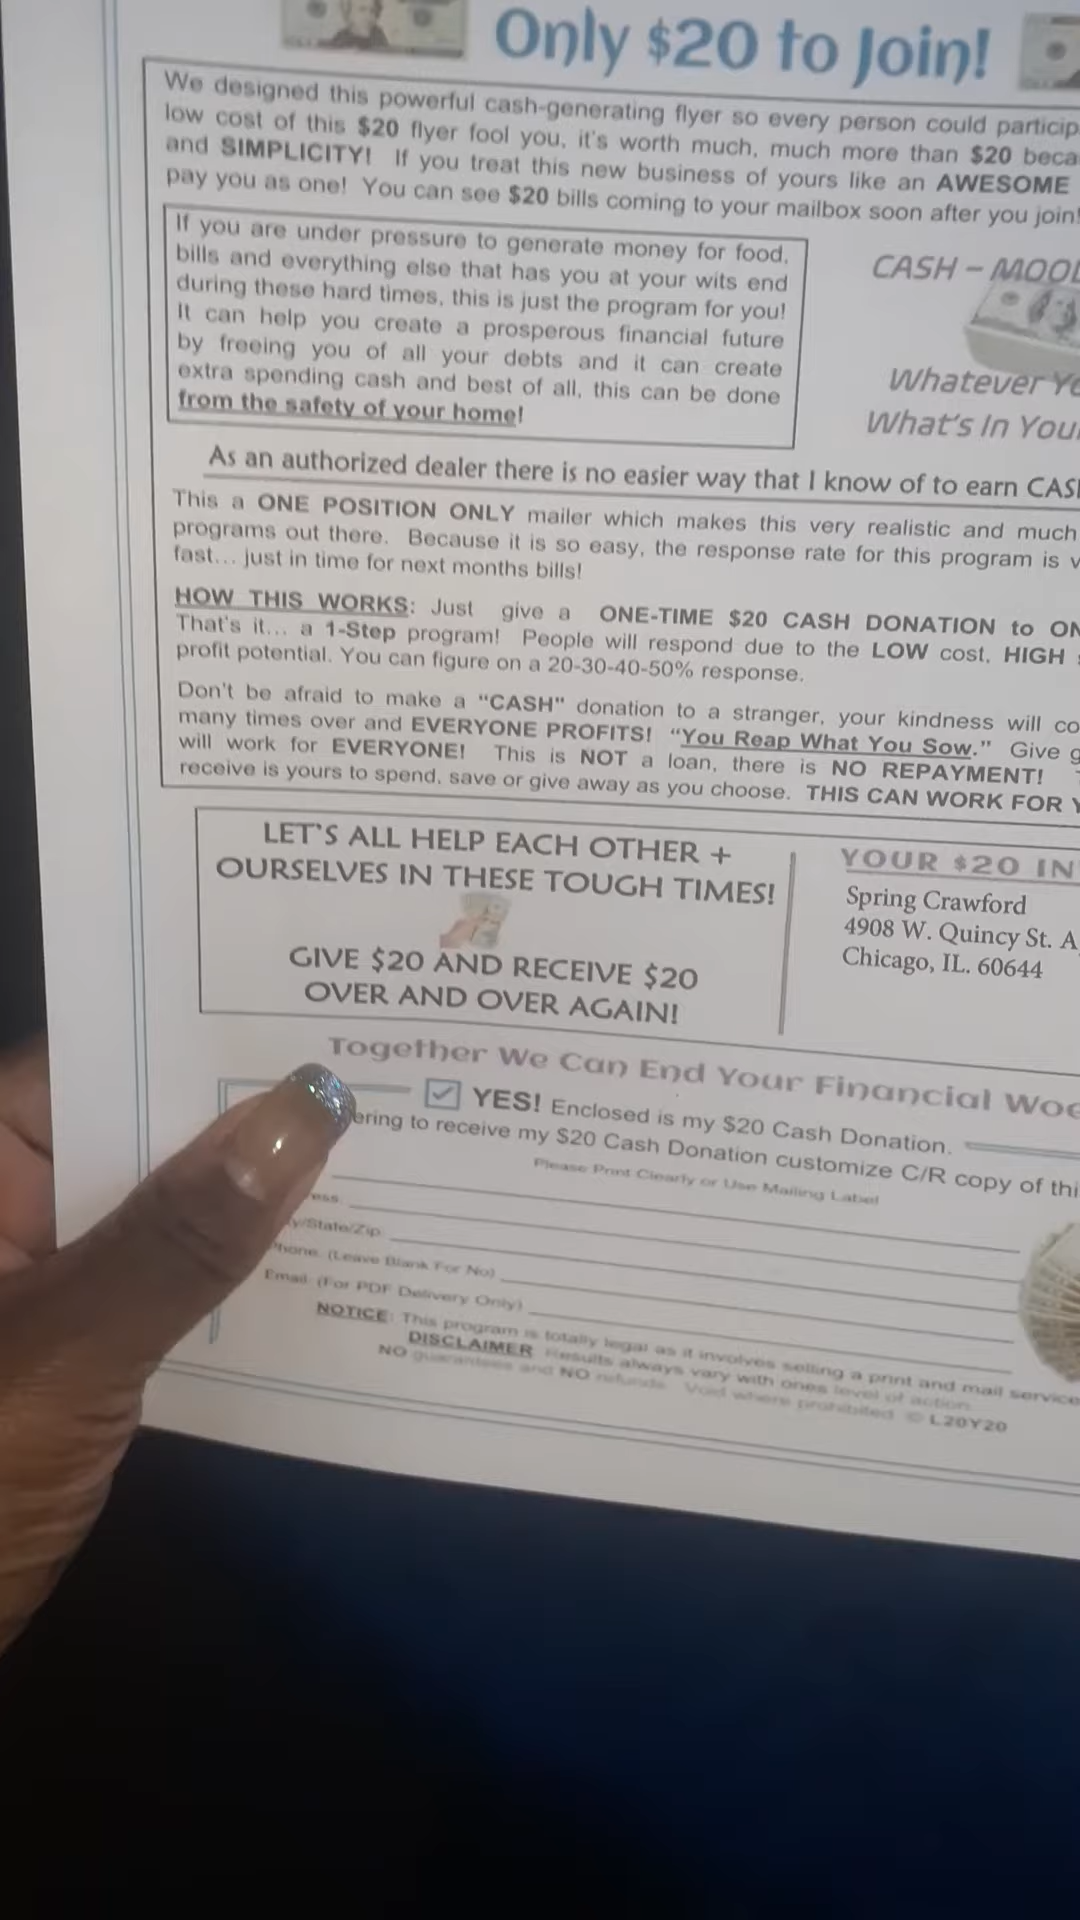 Only $20 to Join!
We designed this powerful cash-generating flyer so every person could particip
low cost of this $20 flyer fool you, it's worth much, much more than $20 beca
and SIMPLICITY! If you treat this new business of yours like an AWESOME
pay you as one! You can see $20 bills coming to your mailbox soon after you join!
If you are under pressure to generate money for food,
bills and everything else that has you at your wits end
during these hard times, this is just the program for you!
It can help you create a prosperous financial future
by freeing you of all your debts and it can create
extra spending cash and best of all, this can be done
from the safety of your home!
CASH – MOOL
Whatever Yo
What's In Your
As an authorized dealer there is no easier way that I know of to earn CASH
This a ONE POSITION ONLY mailer which makes this very realistic and much
programs out there. Because it is so easy, the response rate for this program is v
fast... just in time for next months bills!
HOW THIS WORKS: Just give a ONE-TIME $20 CASH DONATION to ON
That's it... a 1-Step program! People will respond due to the LOW cost, HIGH
profit potential. You can figure on a 20-30-40-50% response.
Don't be afraid to make a "CASH" donation to a stranger, your kindness will co
many times over and EVERYONE PROFITS! "You Reap What You Sow." Give g
will work for EVERYONE! This is NOT a loan, there is NO REPAYMENT!
receive is yours to spend, save or give away as you choose. THIS CAN WORK FOR Y
LET'S ALL HELP EACH OTHER +
OURSELVES IN THESE TOUGH TIMES!
GIVE $20 AND RECEIVE $20
OVER AND OVER AGAIN!
YOUR $20 IN
Spring Crawford
4908 W. Quincy St. A
Chicago, IL. 60644
Together We Can End Your Financial Woe
YES! Enclosed is my $20 Cash Donation.
ering to receive my $20 Cash Donation customize C/R copy of thi
Please Print Clearly or Use Mailing Label
ess:
y/State/Zip:
Phone: (Leave Blank For No)
Email: (For PDF Delivery Only)
NOTICE: This program is totally legal as it involves selling a print and mail service
DISCLAIMER Results always vary with ones level of action.
NO guarantees and NO refunds. Void where prohibited. © L20Y20